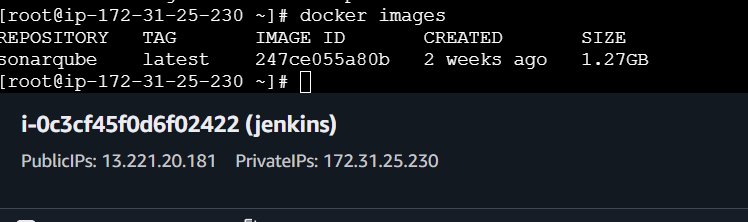 [root@ip-172-31-25-230 ~]# docker images
REPOSITORY TAG IMAGE ID CREATED SIZE
sonarqube latest 247ce055a80b 2 weeks ago 1.27GB
[root@ip-172-31-25-230 ~]#
i-0c3cf45f0d6f02422 (jenkins)
PublicIPs: 13.221.20.181 PrivateIPs: 172.31.25.230